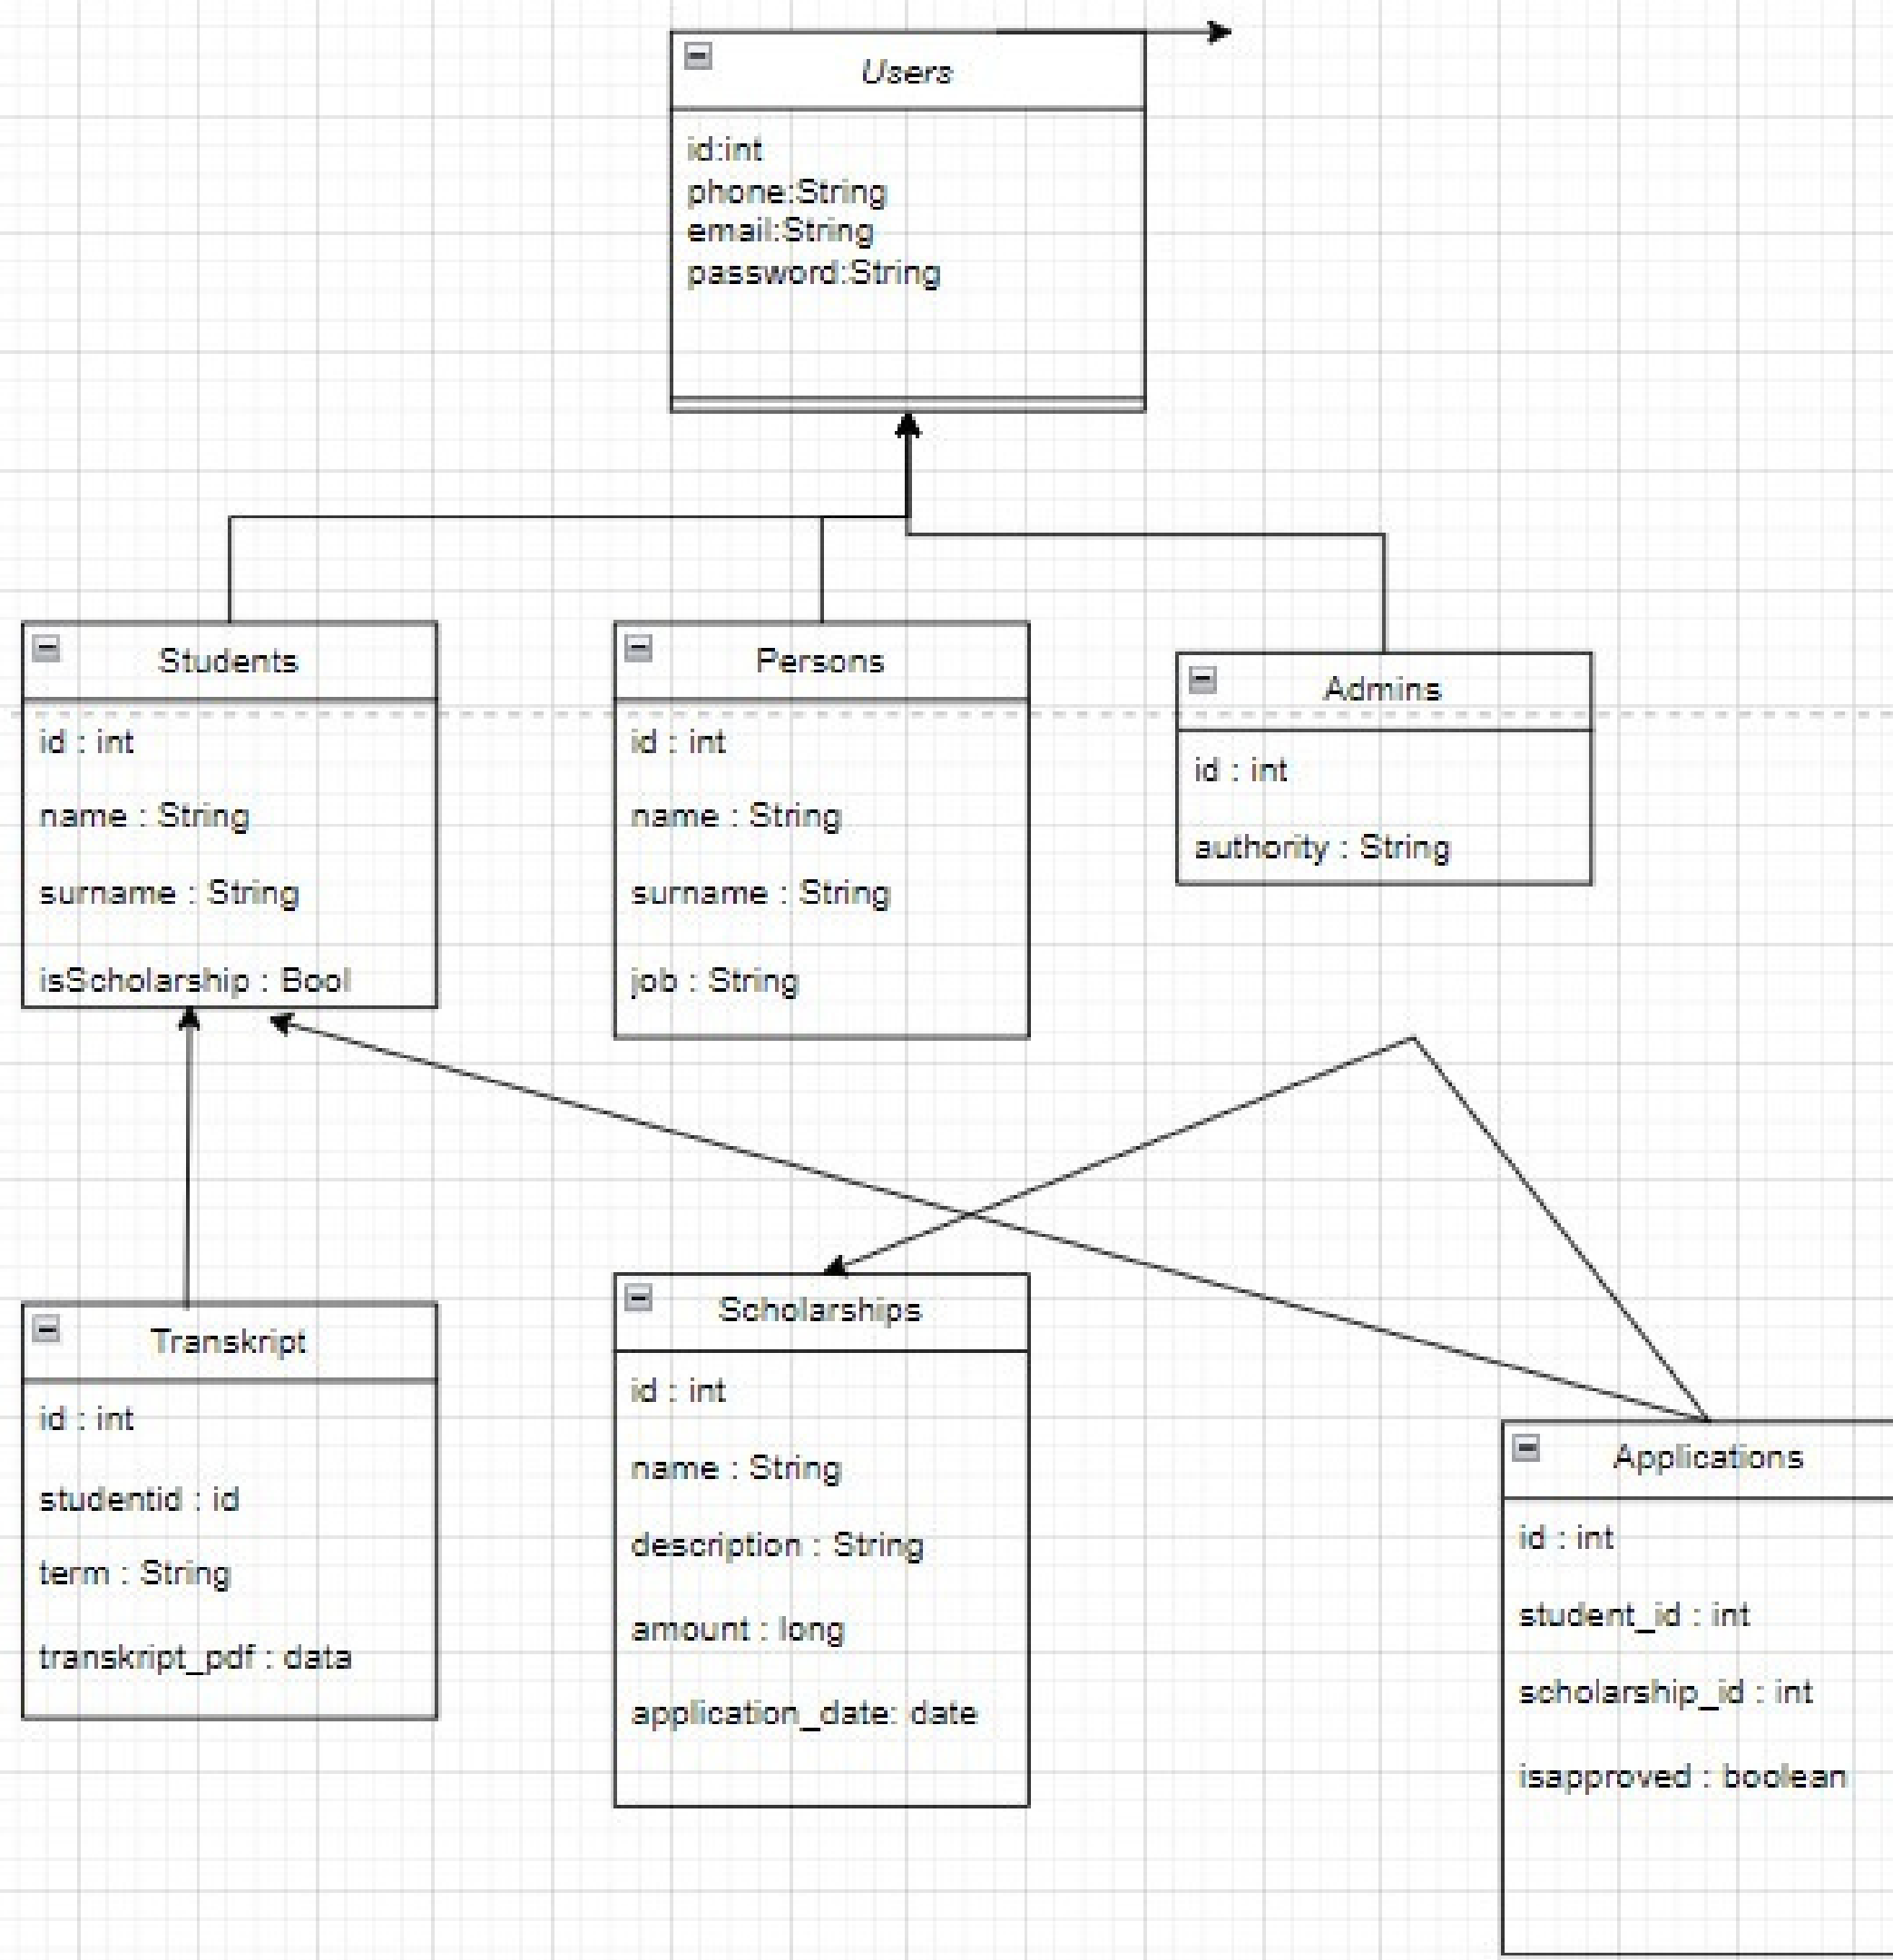 Users
id:int
phone:String
email:String
password:String
Students
id : int
name : String
surname : String
isScholarship : Bool
Persons
id : int
name : String
surname : String
job : String
Admins
id : int
authority : String
Transkript
id : int
studentid : id
term : String
transkript_pdf : data
Scholarships
id : int
name : String
description : String
amount : long
application_date: date
Applications
id : int
student_id : int
scholarship_id : int
isapproved : boolean